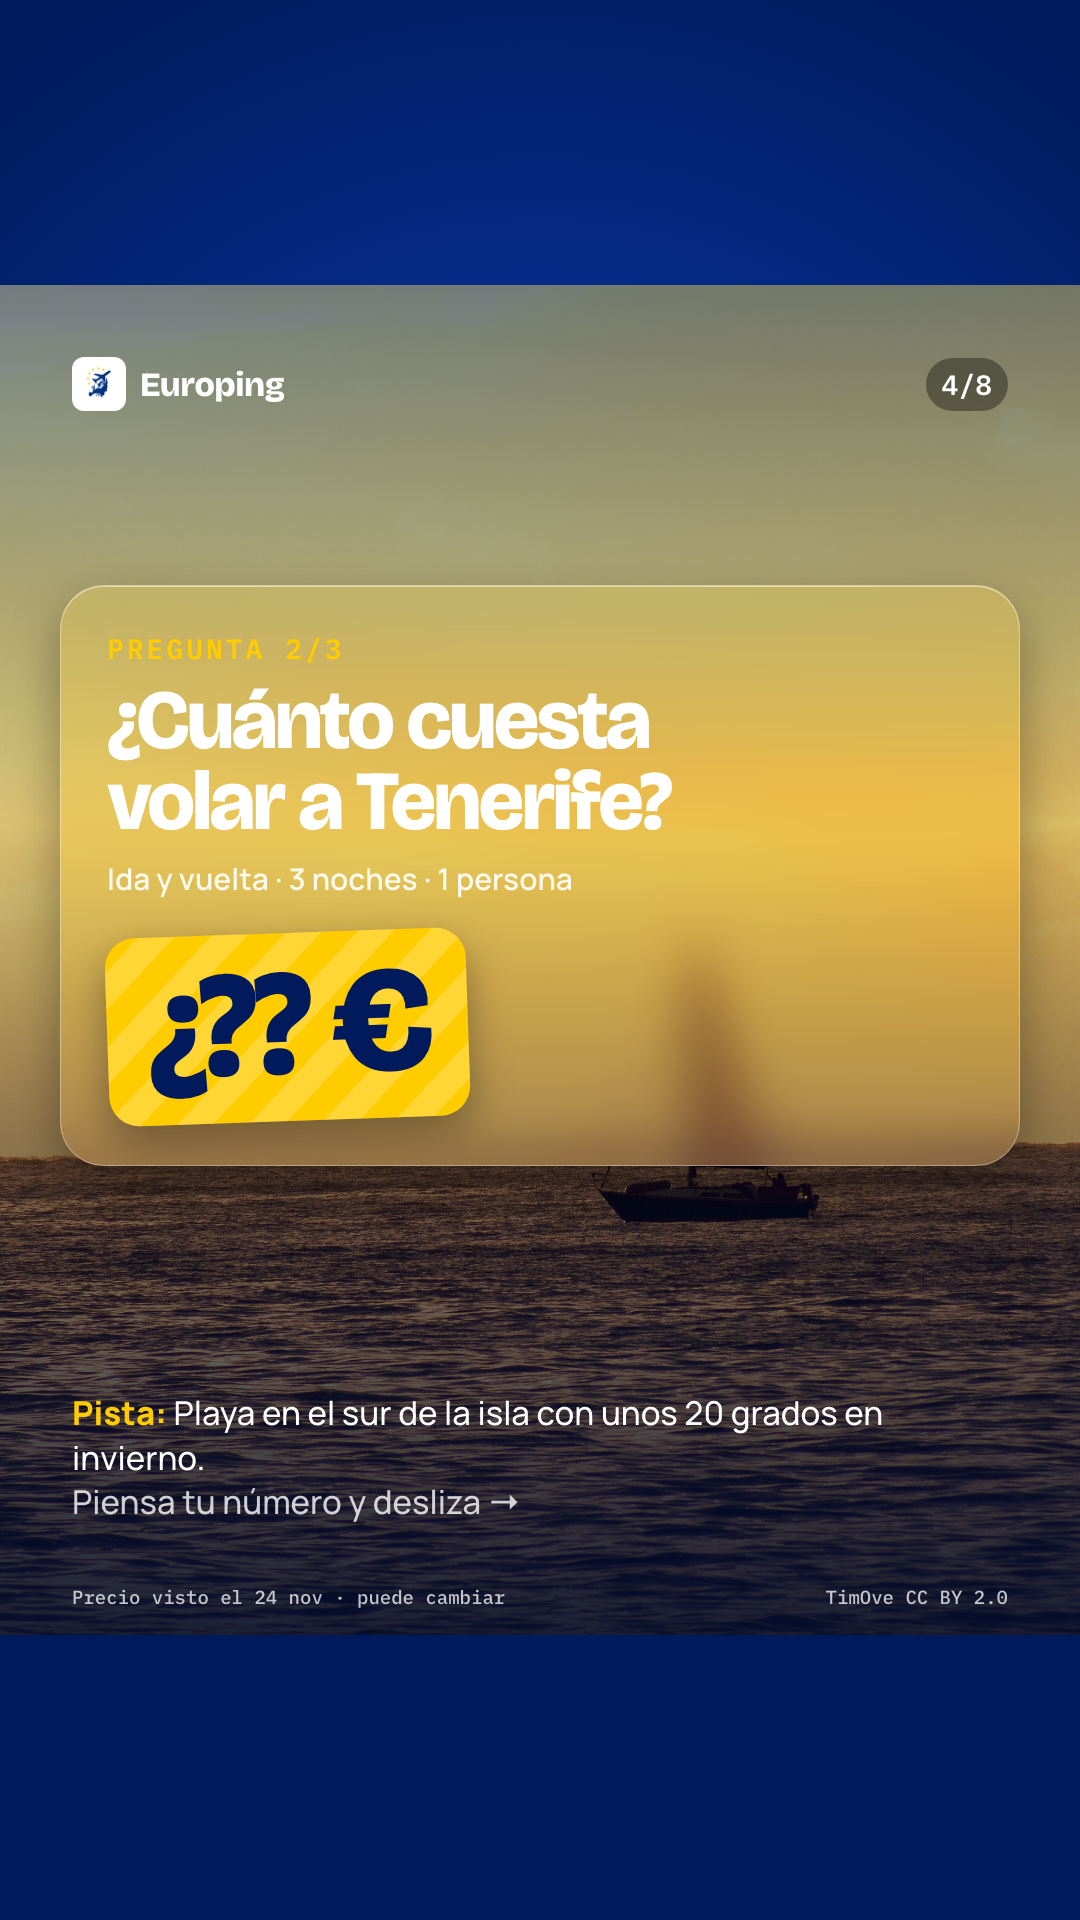 Europing
4/8
PREGUNTA 2/3
¿Cuánto cuesta
volar a Tenerife?
Ida y vuelta · 3 noches · 1 persona
¿?? €
Pista: Playa en el sur de la isla con unos 20 grados en
invierno.
Piensa tu número y desliza →
Precio visto el 24 nov · puede cambiar
TimOve CC BY 2.0